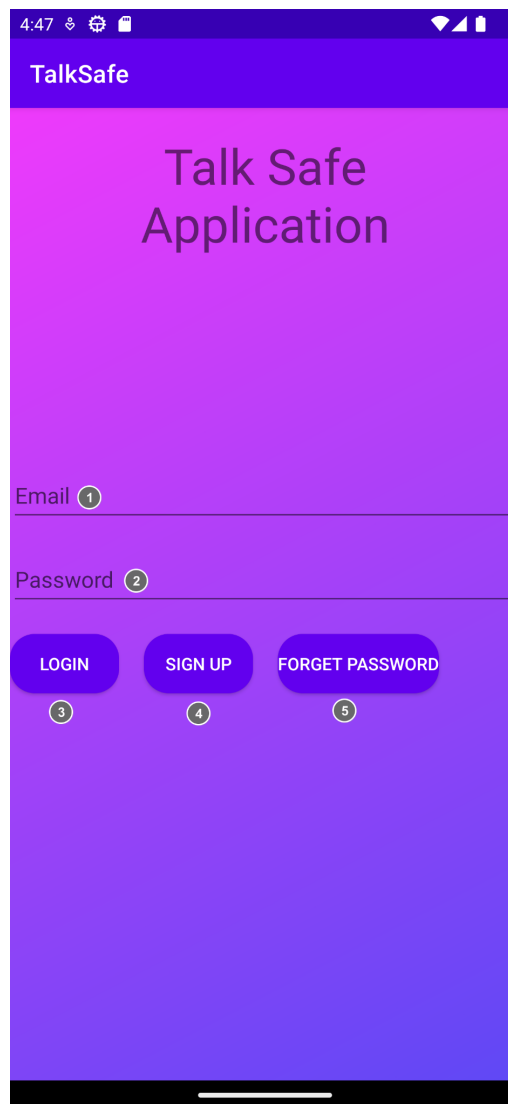 4:47
TalkSafe
Talk Safe
Application
Email 1
Password 2
LOGIN SIGN UP FORGET PASSWORD
3 4 5